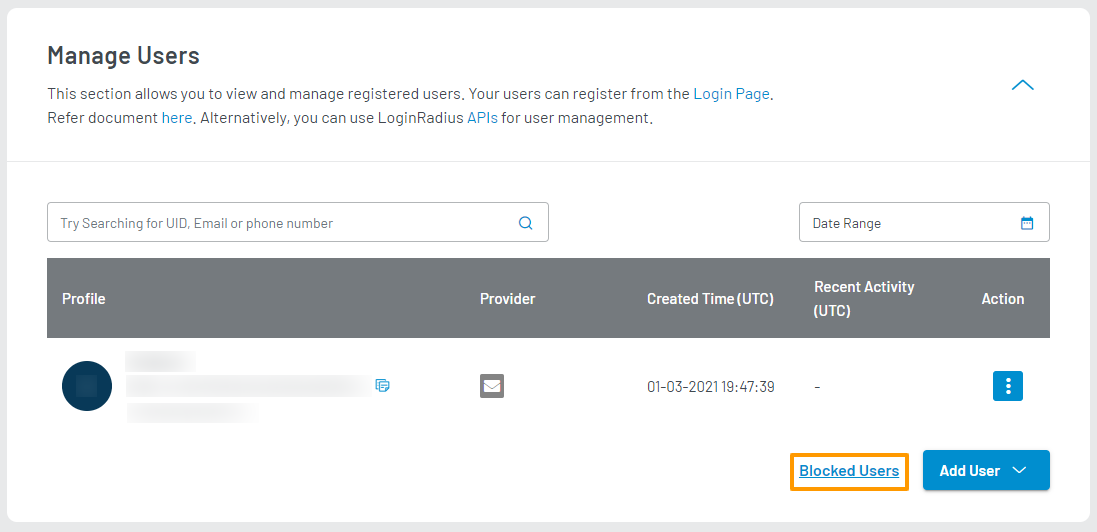 Manage Users
This section allows you to view and manage registered users. Your users can register from the Login Page.
Refer document here. Alternatively, you can use LoginRadius APIs for user management.
Try Searching for UID, Email or phone number
Date Range
Profile
Provider
Created Time (UTC)
Recent Activity
(UTC)
Action
01-03-2021 19:47:39
-
Blocked Users
Add User